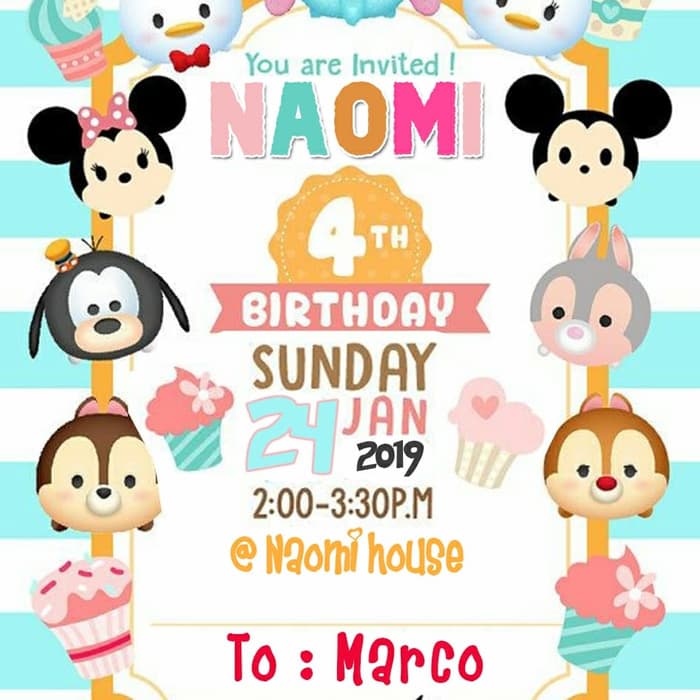 You are Invited !
NAOMI
4TH
BIRTHDAY
SUNDAY
24 JAN
2019
2:00-3:30P.M
@ Naomi house
To : Marco